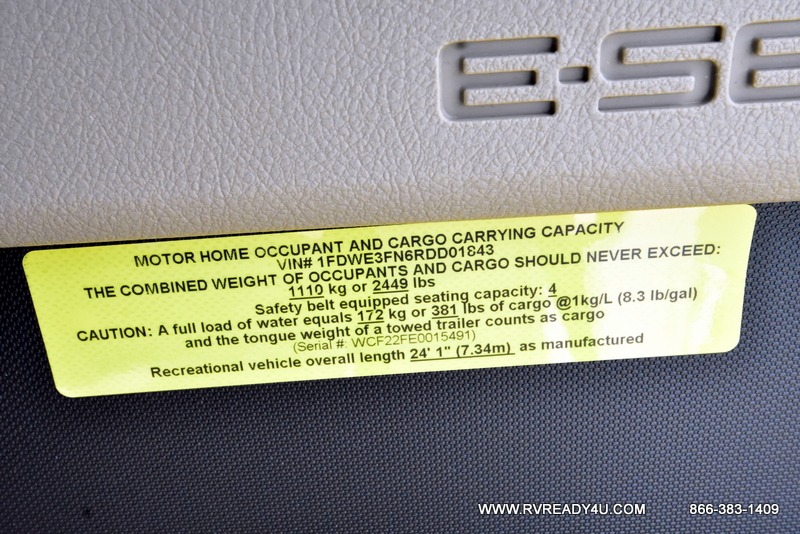 E-SE
MOTOR HOME OCCUPANT AND CARGO CARRYING CAPACITY
VIN# 1FDWE3FN6RDD01843
THE COMBINED WEIGHT OF OCCUPANTS AND CARGO SHOULD NEVER EXCEED:
1110 kg or 2449 lbs
Safety belt equipped seating capacity: 4
CAUTION: A full load of water equals 172 kg or 381 lbs of cargo @1kg/L (8.3 lb/gal)
and the tongue weight of a towed trailer counts as cargo
(Serial #: WCF22FE0015491)
Recreational vehicle overall length 24' 1" (7.34m) as manufactured
WWW.RVREADY4U.COM 866-383-1409